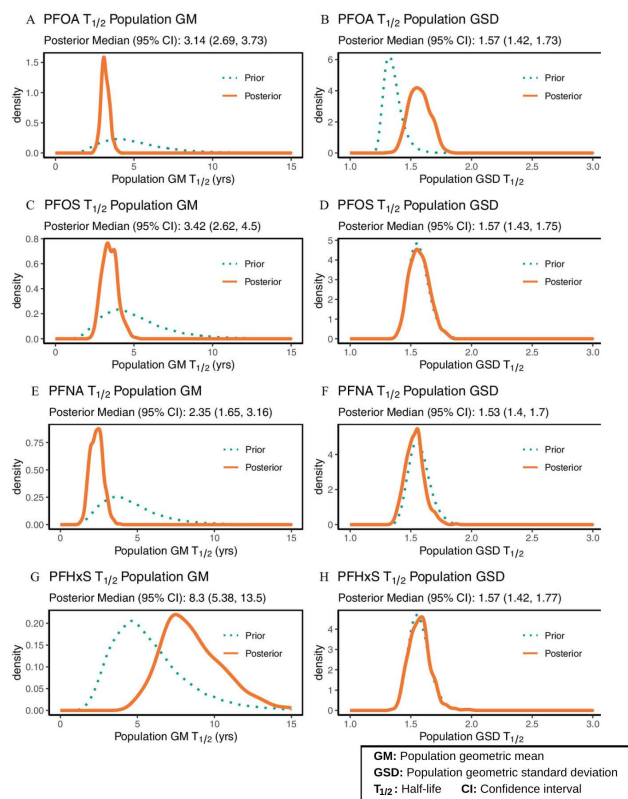 A PFOA T1/2 Population GM
Posterior Median (95% CI): 3.14 (2.69, 3.73)
density
1.5
1.0
0.5
0.0
Prior
Posterior
0 5 10 15
Population GM T1/2 (yrs)
B PFOA T1/2 Population GSD
Posterior Median (95% CI): 1.57 (1.42, 1.73)
density
6
4
2
0
Prior
Posterior
1.0 1.5 2.0 2.5 3.0
Population GSD T1/2
C PFOS T1/2 Population GM
Posterior Median (95% CI): 3.42 (2.62, 4.5)
density
0.8
0.6
0.4
0.2
0.0
Prior
Posterior
0 5 10 15
Population GM T1/2 (yrs)
D PFOS T1/2 Population GSD
Posterior Median (95% CI): 1.57 (1.43, 1.75)
density
5
4
3
2
1
0
Prior
Posterior
1.0 1.5 2.0 2.5 3.0
Population GSD T1/2
E PFNA T1/2 Population GM
Posterior Median (95% CI): 2.35 (1.65, 3.16)
density
0.75
0.50
0.25
0.00
Prior
Posterior
0 5 10 15
Population GM T1/2 (yrs)
F PFNA T1/2 Population GSD
Posterior Median (95% CI): 1.53 (1.4, 1.7)
density
4
2
0
Prior
Posterior
1.0 1.5 2.0 2.5 3.0
Population GSD T1/2
G PFHxS T1/2 Population GM
Posterior Median (95% CI): 8.3 (5.38, 13.5)
density
0.20
0.15
0.10
0.05
0.00
Prior
Posterior
0 5 10 15
Population GM T1/2 (yrs)
H PFHxS T1/2 Population GSD
Posterior Median (95% CI): 1.57 (1.42, 1.77)
density
4
3
2
1
0
Prior
Posterior
1.0 1.5 2.0 2.5 3.0
Population GSD T1/2
GM: Population geometric mean
GSD: Population geometric standard deviation
T1/2 : Half-life CI: Confidence interval